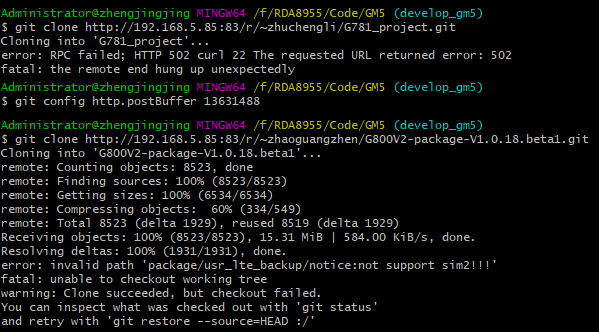 Administrator@zhengjingjing MINGW64 /f/RDA8955/Code/GM5 (develop_gm5)
$ git clone http://192.168.5.85:83/r/~zhuchengli/G781_project.git
Cloning into 'G781_project'...
error: RPC failed; HTTP 502 curl 22 The requested URL returned error: 502
fatal: the remote end hung up unexpectedly
Administrator@zhengjingjing MINGW64 /f/RDA8955/Code/GM5 (develop_gm5)
$ git config http.postBuffer 13631488
Administrator@zhengjingjing MINGW64 /f/RDA8955/Code/GM5 (develop_gm5)
$ git clone http://192.168.5.85:83/r/~zhaoguangzhen/G800V2-package-V1.0.18.beta1.git
Cloning into 'G800V2-package-V1.0.18.beta1'...
remote: Counting objects: 8523, done
remote: Finding sources: 100% (8523/8523)
remote: Getting sizes: 100% (6534/6534)
remote: Compressing objects:  60% (334/549)
remote: Total 8523 (delta 1929), reused 8519 (delta 1929)
Receiving objects: 100% (8523/8523), 15.31 MiB | 584.00 KiB/s, done.
Resolving deltas: 100% (1931/1931), done.
error: invalid path 'package/usr_lte_backup/notice:not support sim2!!!'
fatal: unable to checkout working tree
warning: Clone succeeded, but checkout failed.
You can inspect what was checked out with 'git status'
and retry with 'git restore --source=HEAD :/'